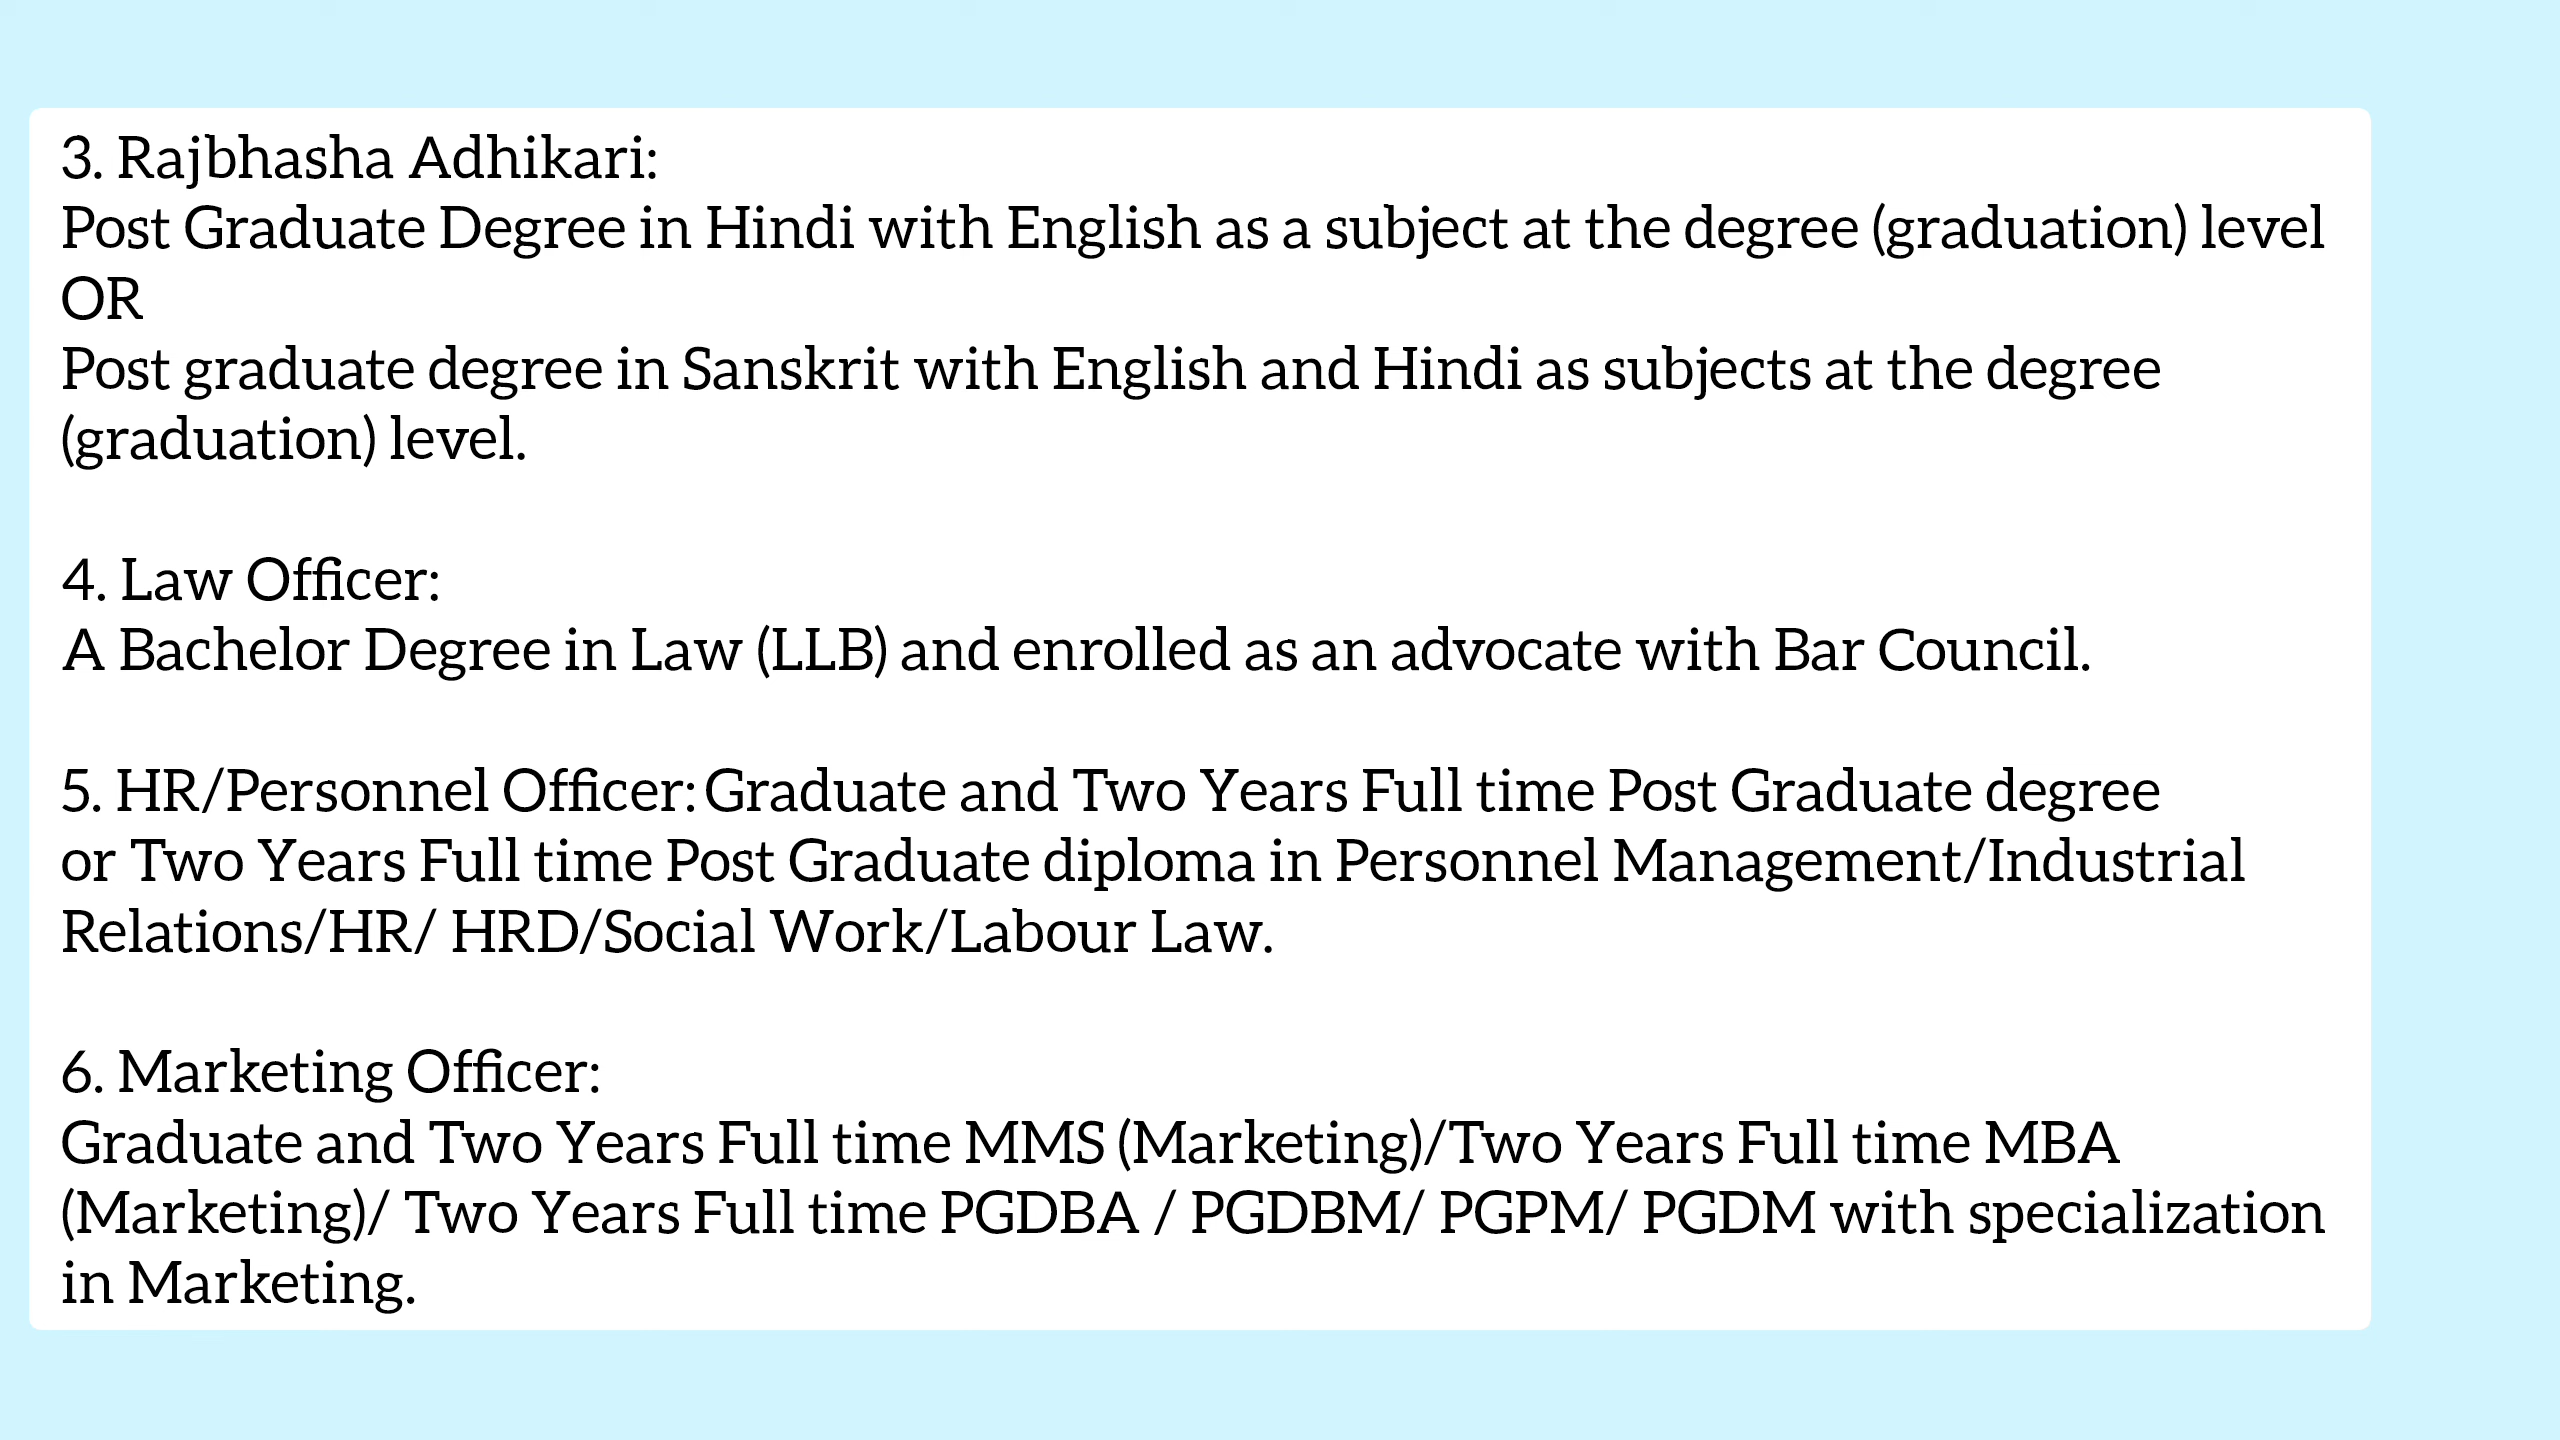 3. Rajbhasha Adhikari:
Post Graduate Degree in Hindi with English as a subject at the degree (graduation) level
OR
Post graduate degree in Sanskrit with English and Hindi as subjects at the degree
(graduation) level.
4. Law Officer:
A Bachelor Degree in Law (LLB) and enrolled as an advocate with Bar Council.
5. HR/Personnel Officer: Graduate and Two Years Full time Post Graduate degree
or Two Years Full time Post Graduate diploma in Personnel Management/Industrial
Relations/HR/ HRD/Social Work/Labour Law.
6. Marketing Officer:
Graduate and Two Years Full time MMS (Marketing)/Two Years Full time MBA
(Marketing)/ Two Years Full time PGDBA / PGDBM/ PGPM/ PGDM with specialization
in Marketing.